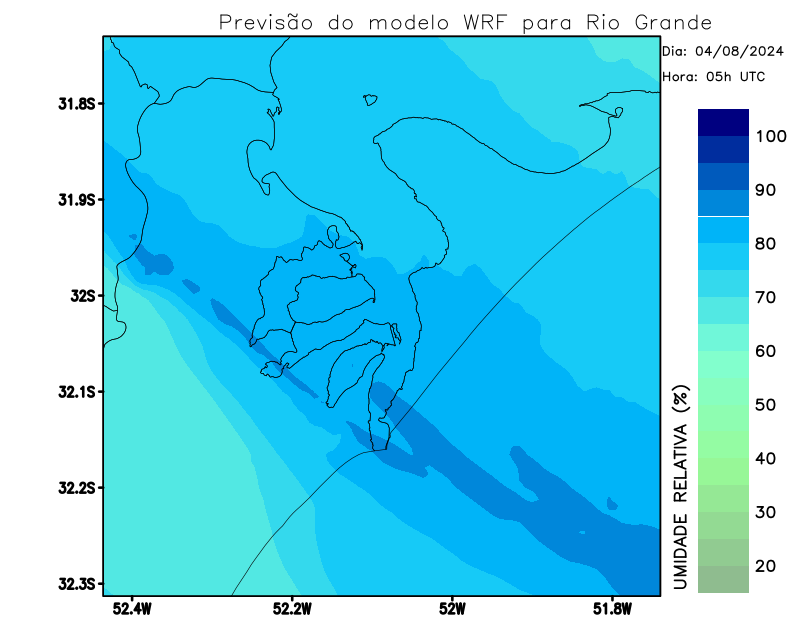 Previsão do modelo WRF para Rio Grande
Dia: 04/08/2024
Hora: 05h UTC
31.8S
31.9S
32S
32.1S
32.2S
32.3S
52.4W
52.2W
52W
51.8W
100
90
80
70
60
50
40
30
20
UMIDADE RELATIVA (%)